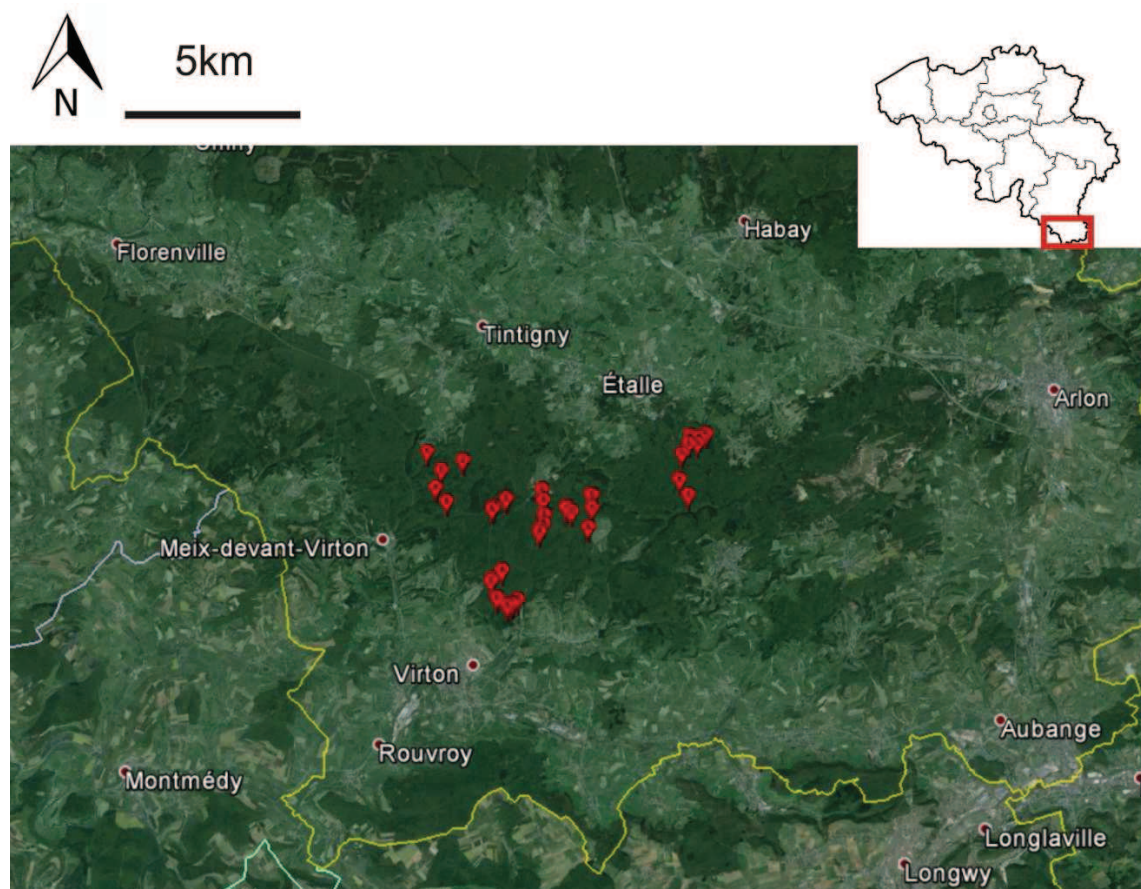 5km
N
Habay
Florenville
Tintigny
Étalle
Arlon
Meix-devant-Virton
Virton
Aubange
Rouvroy
Montmédy
Longlaville
Longwy